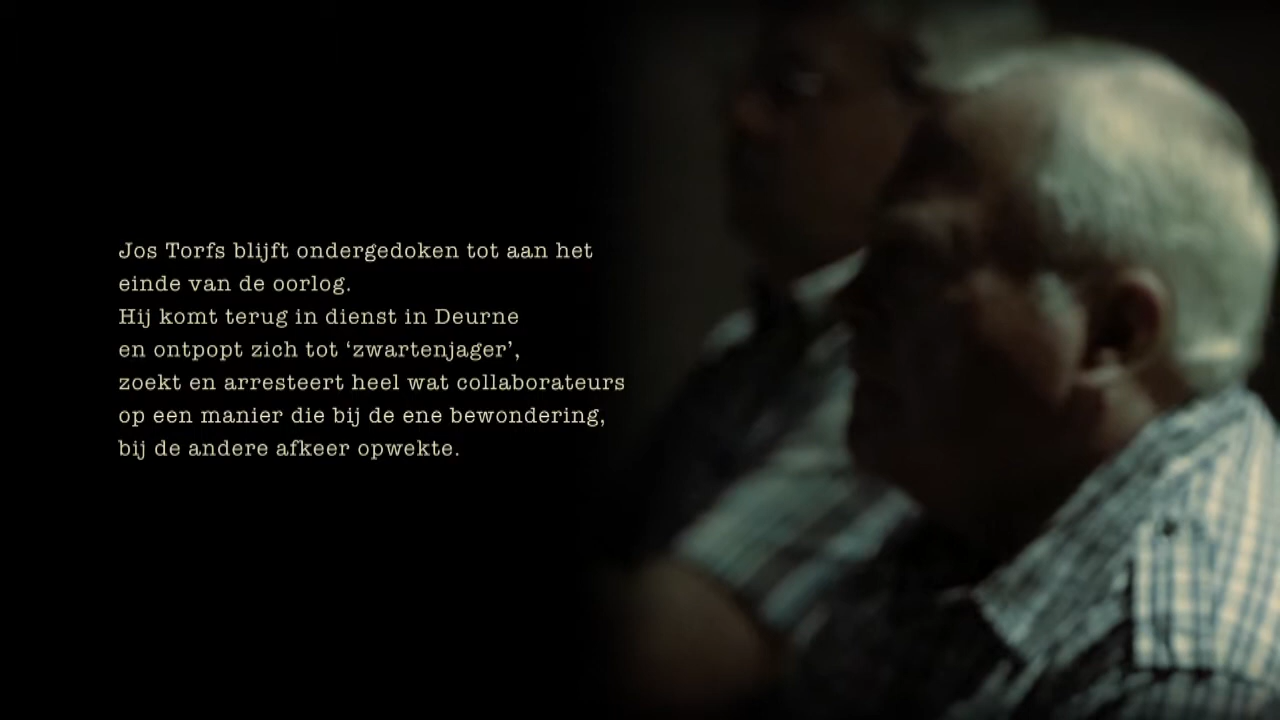 Jos Torfs blijft ondergedoken tot aan het
einde van de oorlog.
Hij komt terug in dienst in Deurne
en ontpopt zich tot ‘zwartenjager’,
zoekt en arresteert heel wat collaborateurs
op een manier die bij de ene bewondering,
bij de andere afkeer opwekte.